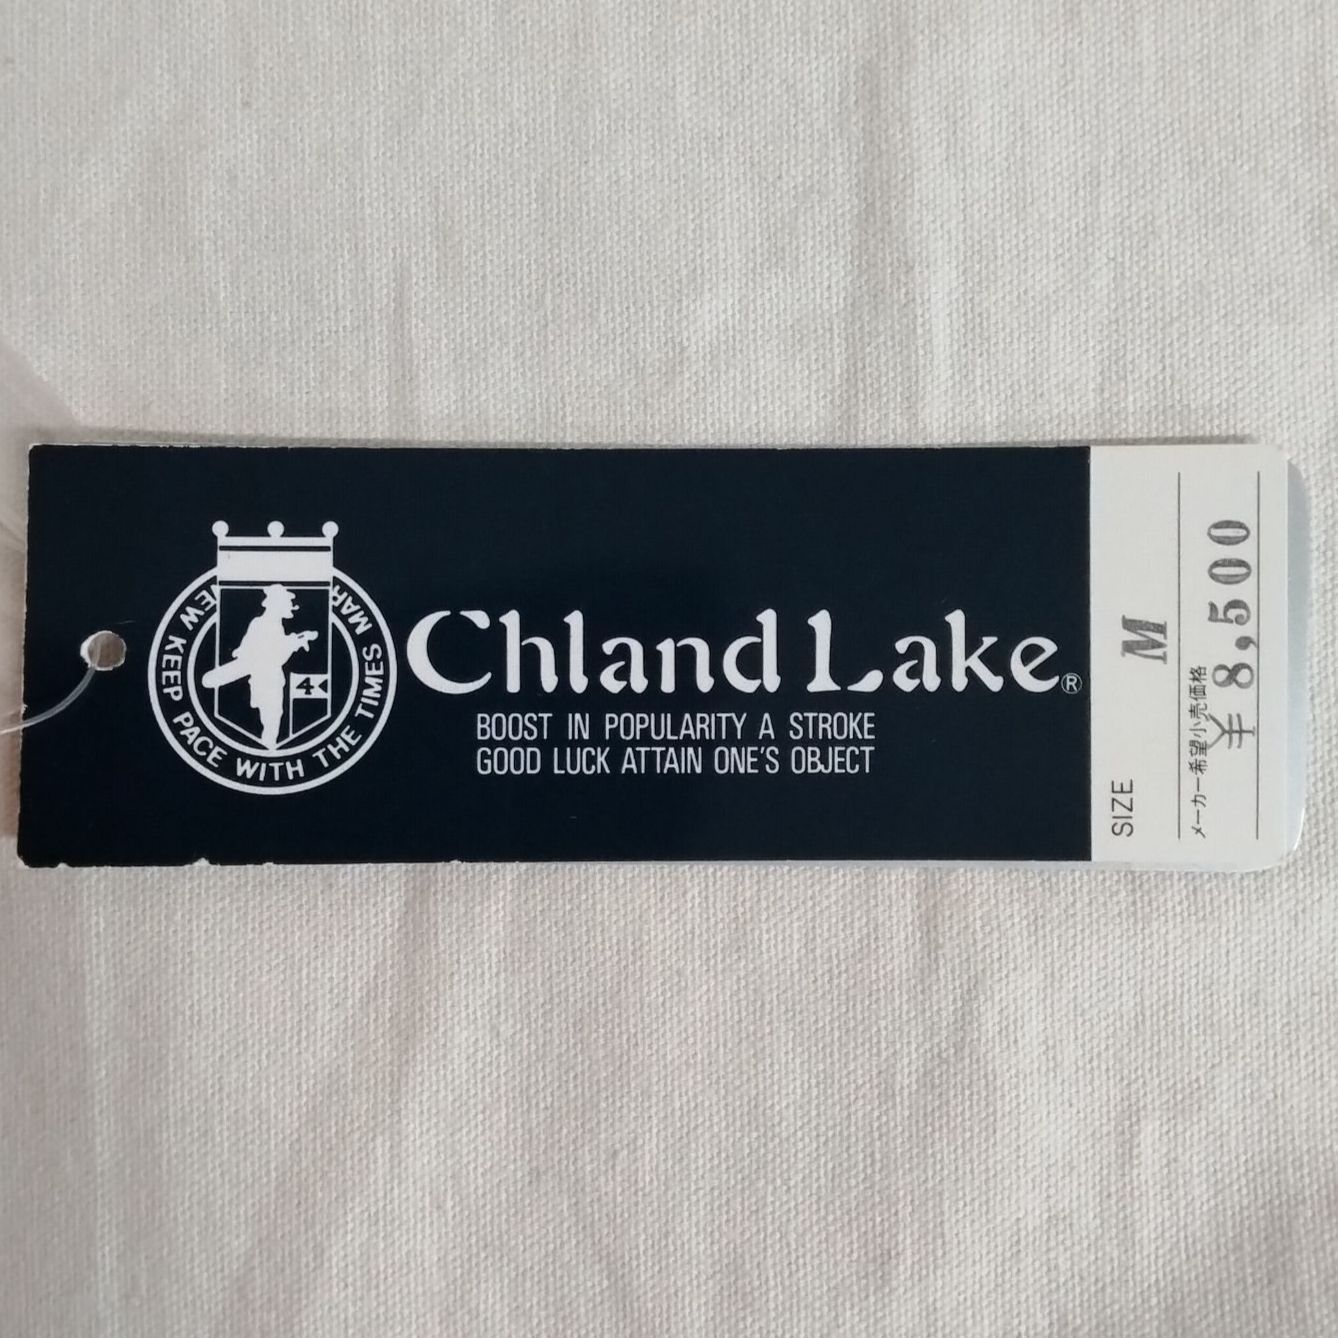 NEW KEEP PACE WITH THE TIMES MAR
4
Chland Lake®
BOOST IN POPULARITY A STROKE
GOOD LUCK ATTAIN ONE'S OBJECT
SIZE M
メーカー希望小売価格
¥8,500